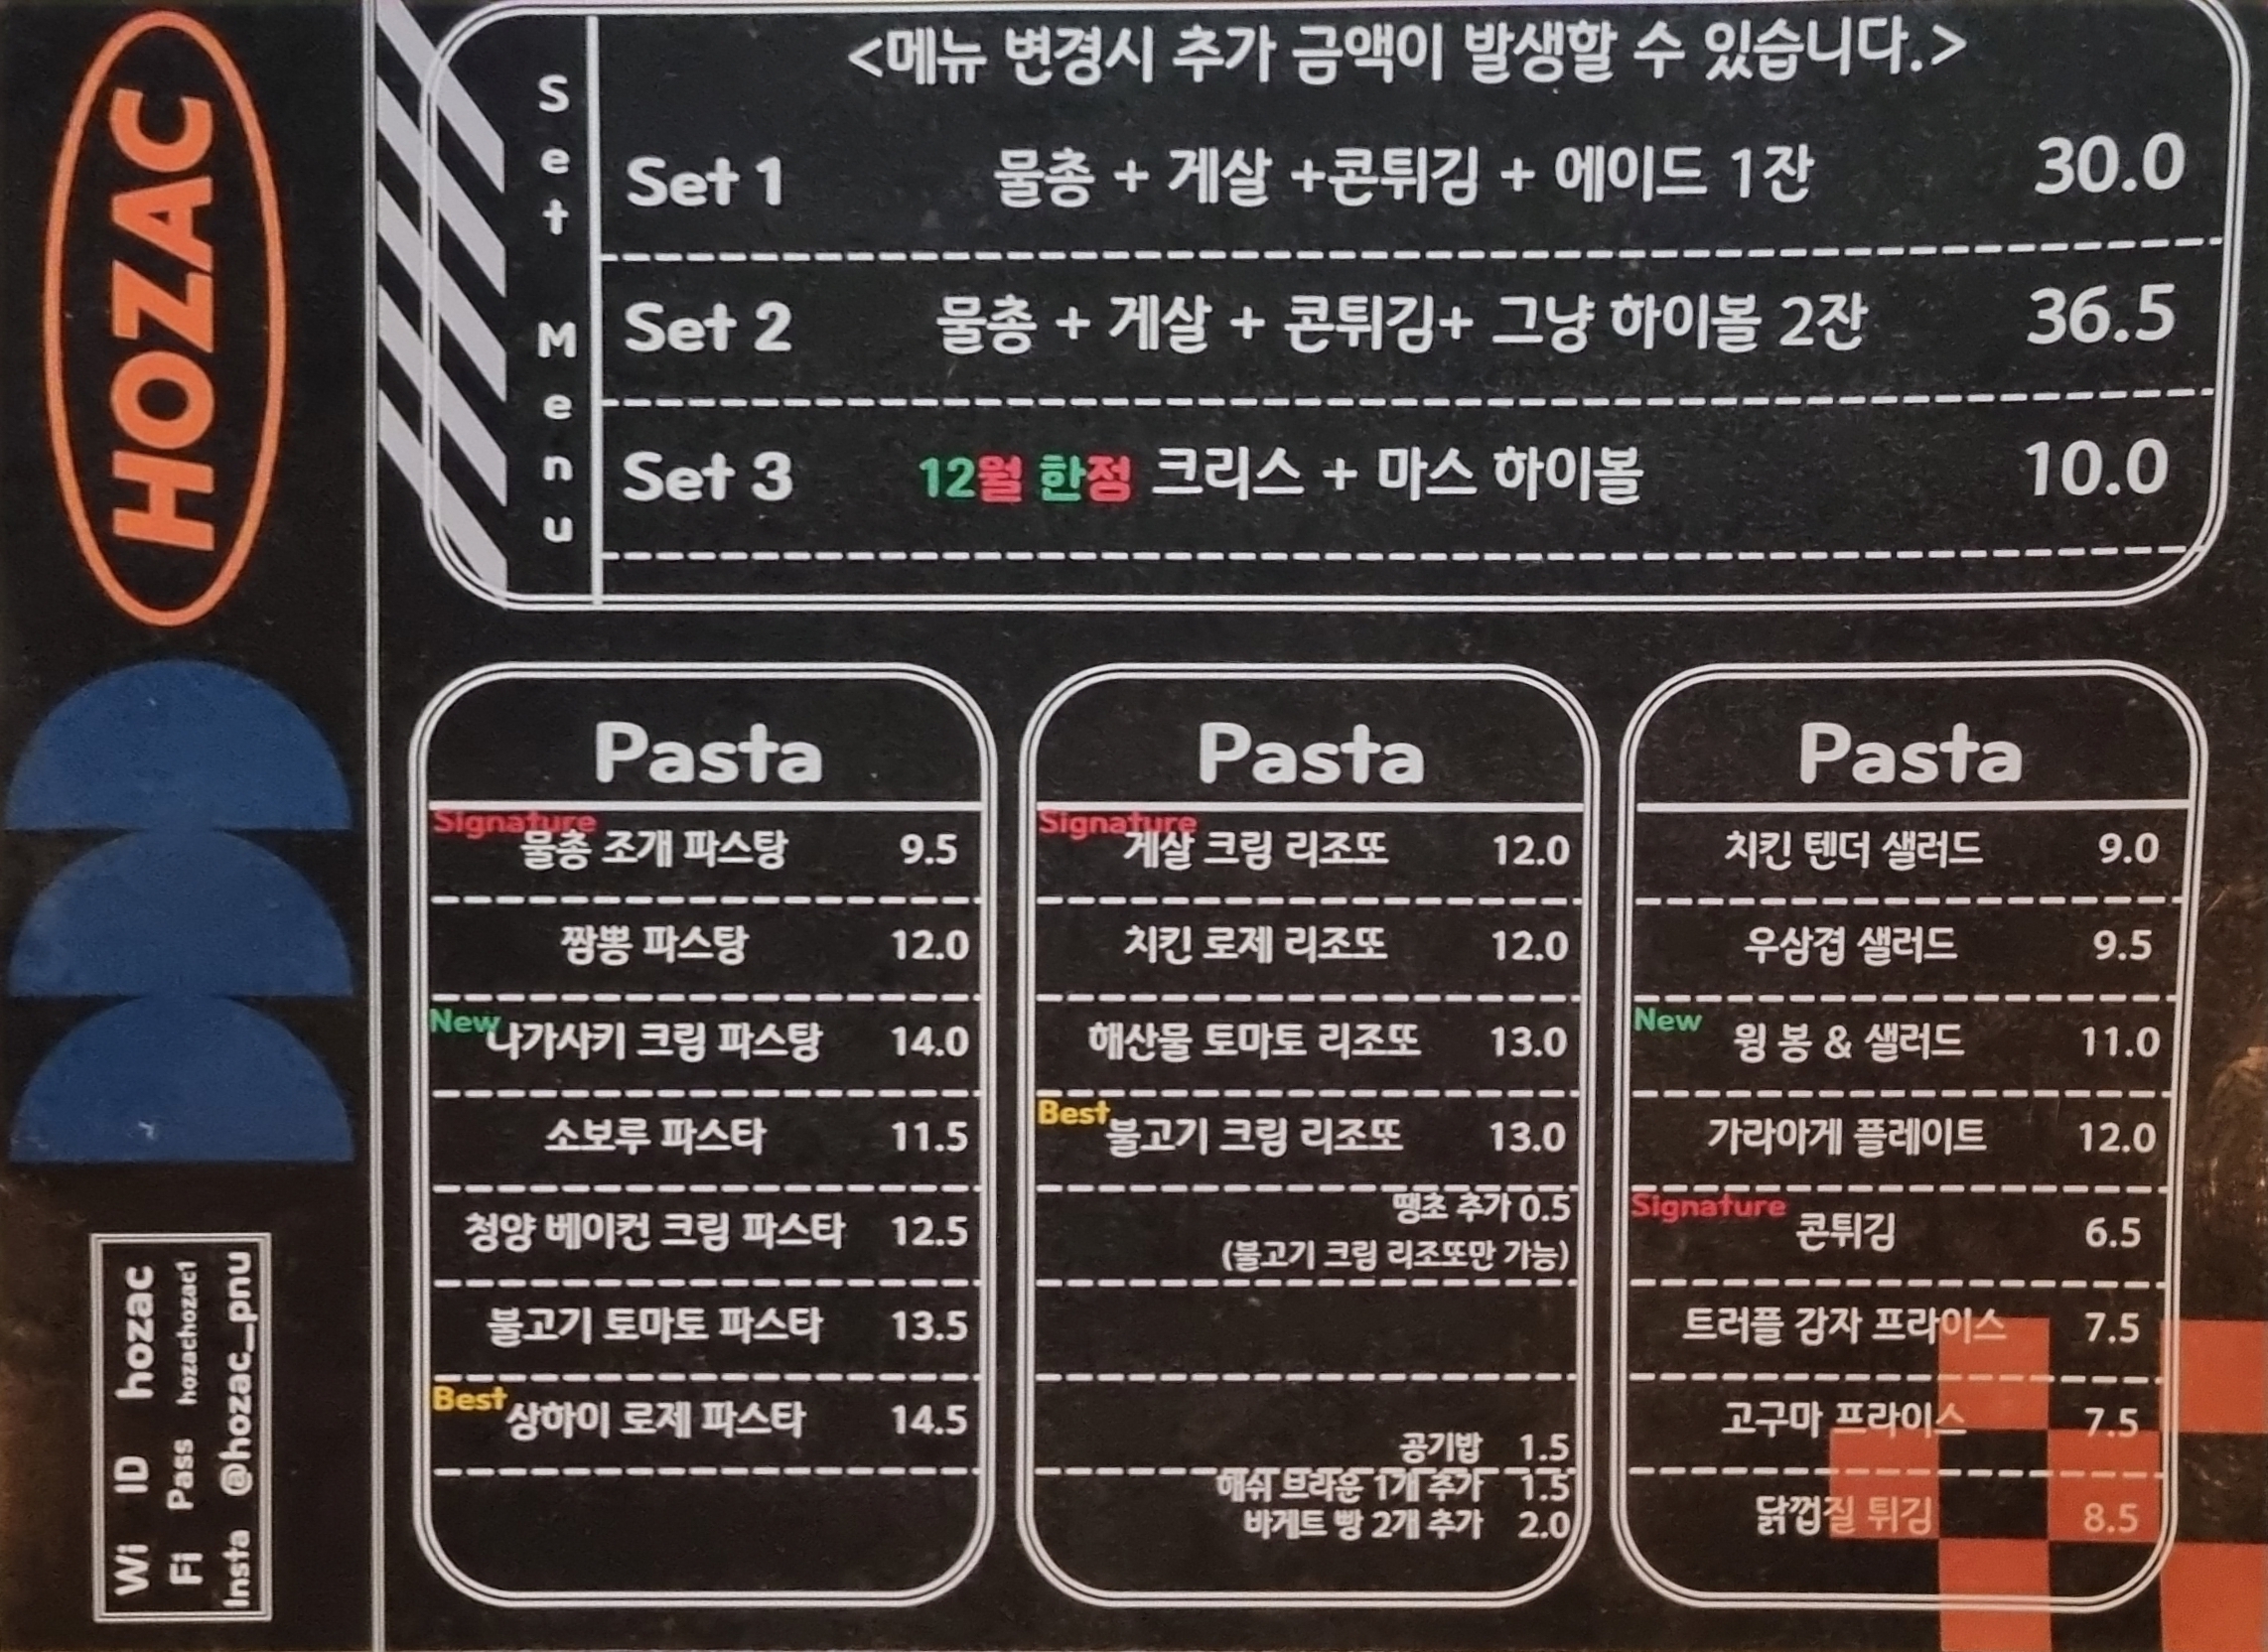 HOZAC
Set Menu
<메뉴 변경시 추가 금액이 발생할 수 있습니다.>
Set 1 물총 + 게살 +콘튀김 + 에이드 1잔 30.0
Set 2 물총 + 게살 + 콘튀김+ 그냥 하이볼 2잔 36.5
Set 3 12월 한정 크리스 + 마스 하이볼 10.0
Pasta
Signature
물총 조개 파스탕 9.5
짬뽕 파스탕 12.0
New
나가사키 크림 파스탕 14.0
소보루 파스타 11.5
청양 베이컨 크림 파스타 12.5
불고기 토마토 파스타 13.5
Best
상하이 로제 파스타 14.5
Pasta
Signature
게살 크림 리조또 12.0
치킨 로제 리조또 12.0
해산물 토마토 리조또 13.0
Best
불고기 크림 리조또 13.0
땡초 추가 0.5
(불고기 크림 리조또만 가능)
공기밥 1.5
해쉬 브라운 1개 추가 1.5
바게트 빵 2개 추가 2.0
Pasta
치킨 텐더 샐러드 9.0
우삼겹 샐러드 9.5
New
윙 봉 & 샐러드 11.0
가라아게 플레이트 12.0
Signature
콘튀김 6.5
트러플 감자 프라이스 7.5
고구마 프라이스 7.5
닭껍질 튀김 8.5
Wi ID hozac
Fi Pass hozachozac1
Insta @hozac_pnu